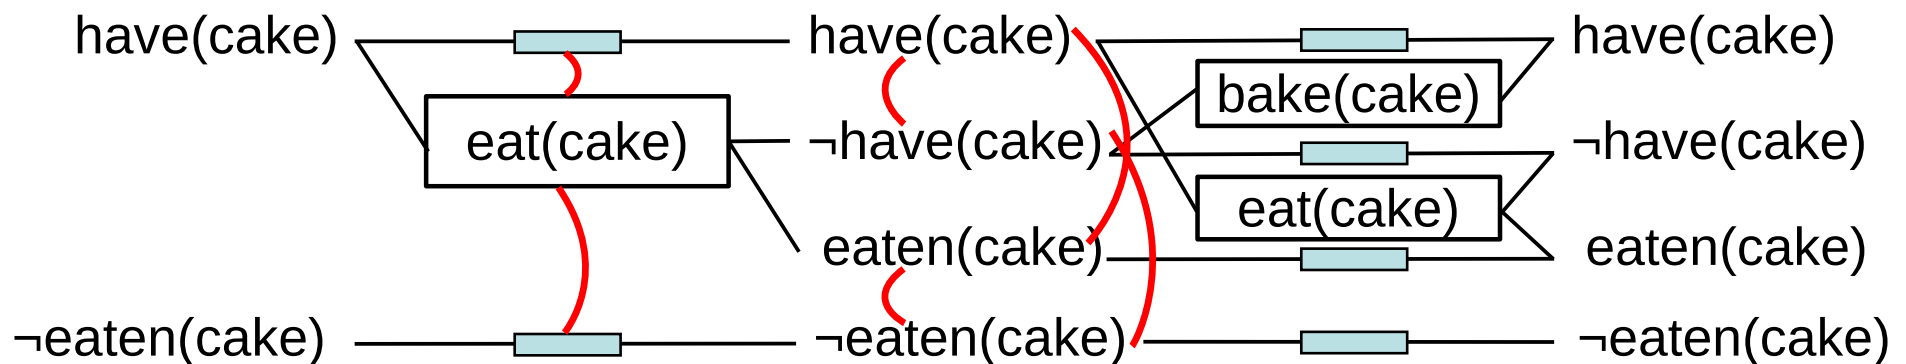 have(cake)
eat(cake)
¬eaten(cake)
have(cake)
¬have(cake)
eaten(cake)
¬eaten(cake)
bake(cake)
eat(cake)
have(cake)
¬have(cake)
eaten(cake)
¬eaten(cake)